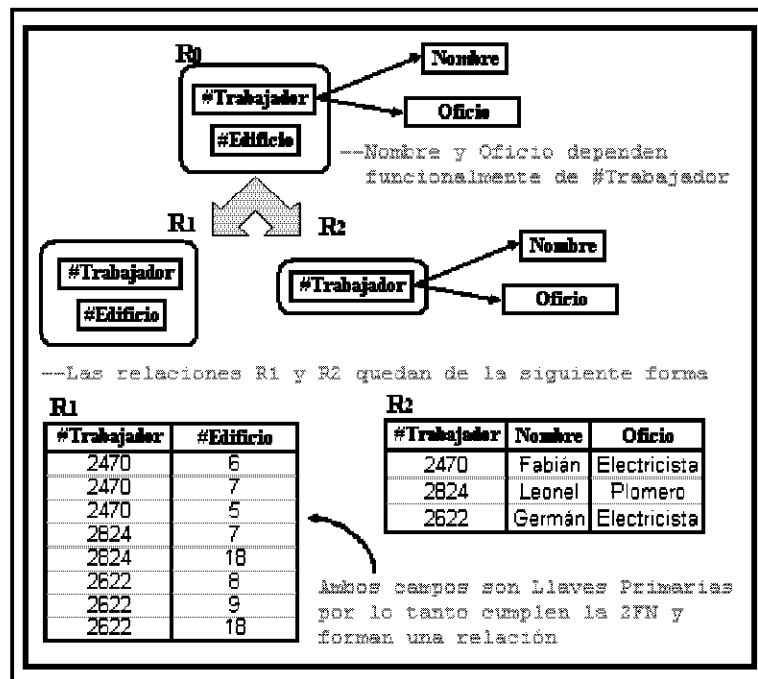 R0
Nombre
#Trabajador
Oficio
#Edificio
--Nombre y Oficio dependen
funcionalmente de #Trabajador
R1
R2
#Trabajador
#Edificio
#Trabajador
Nombre
Oficio
--Las relaciones R1 y R2 quedan de la siguiente forma
R1
#Trabajador #Edificio
2470 6
2470 7
2470 5
2824 7
2824 18
2622 8
2622 9
2622 18
R2
#Trabajador Nombre Oficio
2470 Fabián Electricista
2824 Leonel Plomero
2622 Germán Electricista
Ambos campos son Llaves Primarias
por lo tanto cumplen la 2FN y
forman una relación